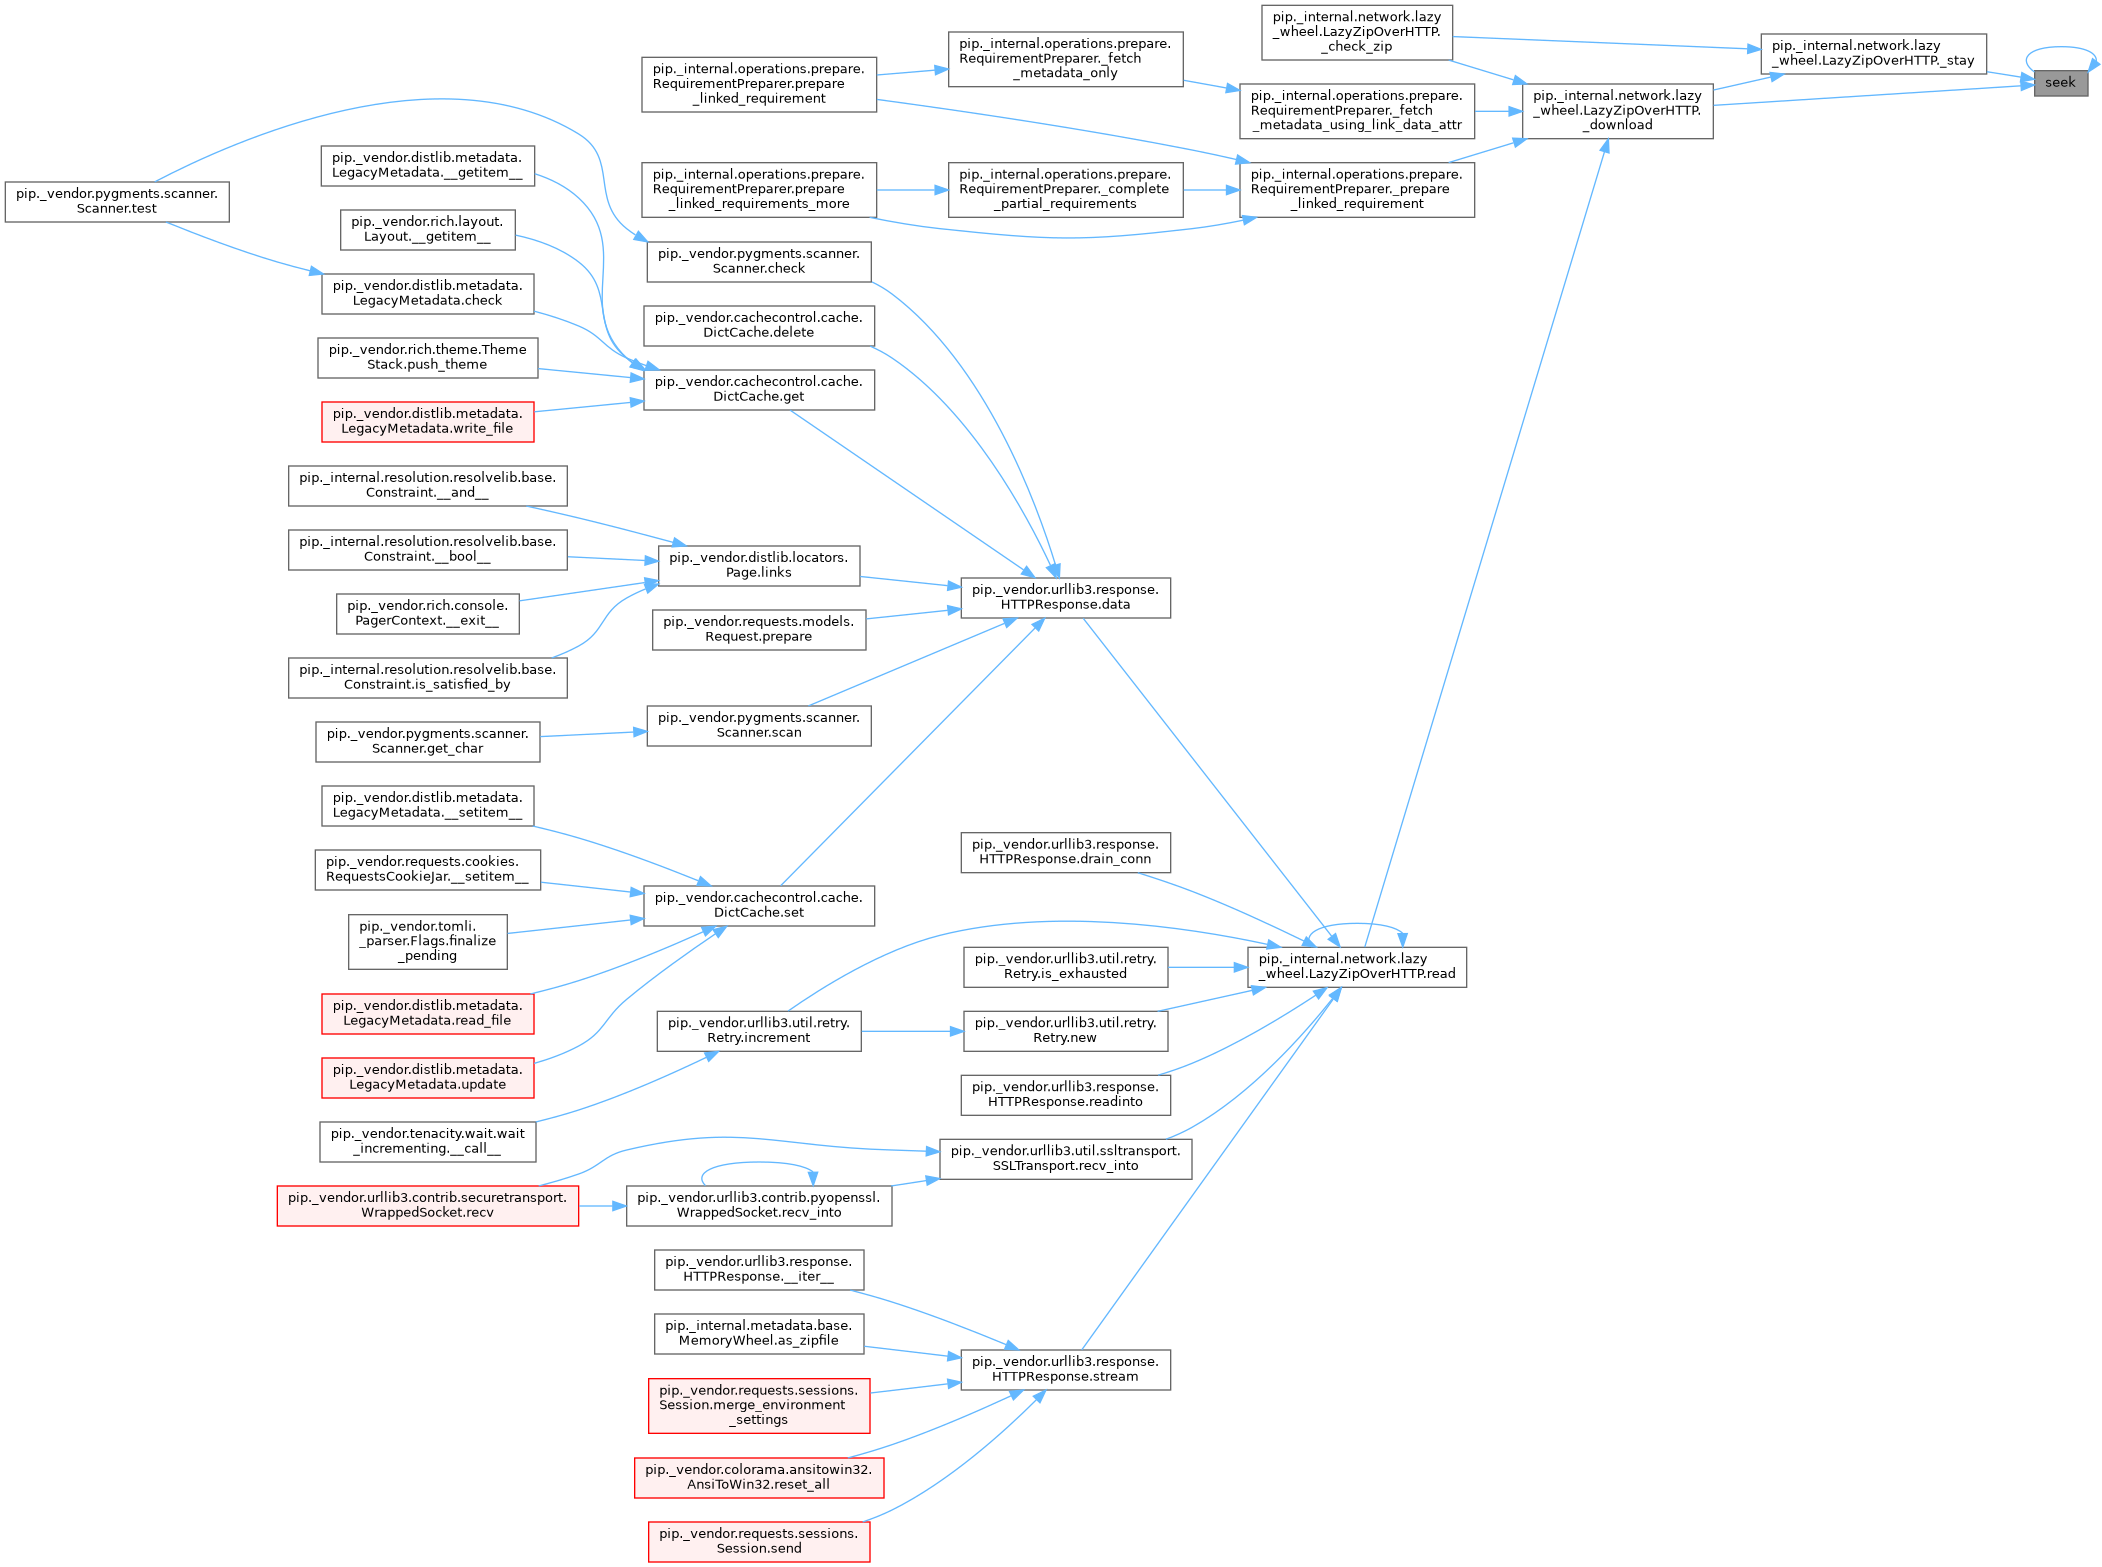 pip._internal.network.lazy
_wheel.LazyZipOverHTTP.
_check_zip
pip._internal.network.lazy
_wheel.LazyZipOverHTTP._stay
seek
pip._internal.operations.prepare.
RequirementPreparer._fetch
_metadata_only
pip._internal.operations.prepare.
RequirementPreparer.prepare
_linked_requirement
pip._internal.operations.prepare.
RequirementPreparer._fetch
_metadata_using_link_data_attr
pip._internal.network.lazy
_wheel.LazyZipOverHTTP.
_download
pip._vendor.distlib.metadata.
LegacyMetadata.__getitem__
pip._internal.operations.prepare.
RequirementPreparer.prepare
_linked_requirements_more
pip._internal.operations.prepare.
RequirementPreparer._complete
_partial_requirements
pip._internal.operations.prepare.
RequirementPreparer._prepare
_linked_requirement
pip._vendor.pygments.scanner.
Scanner.test
pip._vendor.rich.layout.
Layout.__getitem__
pip._vendor.pygments.scanner.
Scanner.check
pip._vendor.distlib.metadata.
LegacyMetadata.check
pip._vendor.cachecontrol.cache.
DictCache.delete
pip._vendor.rich.theme.Theme
Stack.push_theme
pip._vendor.cachecontrol.cache.
DictCache.get
pip._vendor.distlib.metadata.
LegacyMetadata.write_file
pip._internal.resolution.resolvelib.base.
Constraint.__and__
pip._internal.resolution.resolvelib.base.
Constraint.__bool__
pip._vendor.distlib.locators.
Page.links
pip._vendor.urllib3.response.
HTTPResponse.data
pip._vendor.rich.console.
PagerContext.__exit__
pip._vendor.requests.models.
Request.prepare
pip._internal.resolution.resolvelib.base.
Constraint.is_satisfied_by
pip._vendor.pygments.scanner.
Scanner.scan
pip._vendor.pygments.scanner.
Scanner.get_char
pip._vendor.distlib.metadata.
LegacyMetadata.__setitem__
pip._vendor.urllib3.response.
HTTPResponse.drain_conn
pip._vendor.requests.cookies.
RequestsCookieJar.__setitem__
pip._vendor.cachecontrol.cache.
DictCache.set
pip._vendor.tomli.
_parser.Flags.finalize
_pending
pip._vendor.urllib3.util.retry.
Retry.is_exhausted
pip._internal.network.lazy
_wheel.LazyZipOverHTTP.read
pip._vendor.distlib.metadata.
LegacyMetadata.read_file
pip._vendor.urllib3.util.retry.
Retry.increment
pip._vendor.urllib3.util.retry.
Retry.new
pip._vendor.distlib.metadata.
LegacyMetadata.update
pip._vendor.urllib3.response.
HTTPResponse.readinto
pip._vendor.tenacity.wait.wait
_incrementing.__call__
pip._vendor.urllib3.util.ssltransport.
SSLTransport.recv_into
pip._vendor.urllib3.contrib.securetransport.
WrappedSocket.recv
pip._vendor.urllib3.contrib.pyopenssl.
WrappedSocket.recv_into
pip._vendor.urllib3.response.
HTTPResponse.__iter__
pip._internal.metadata.base.
MemoryWheel.as_zipfile
pip._vendor.urllib3.response.
HTTPResponse.stream
pip._vendor.requests.sessions.
Session.merge_environment
_settings
pip._vendor.colorama.ansitowin32.
AnsiToWin32.reset_all
pip._vendor.requests.sessions.
Session.send